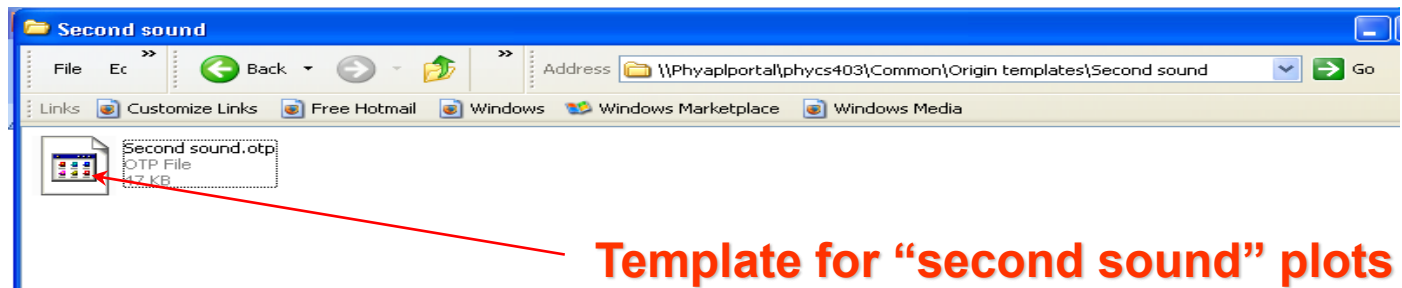 Second sound
File Ec » Back » Address \\Phyaplportal\phycs403\Common\Origin templates\Second sound Go
Links Customize Links Free Hotmail Windows Windows Marketplace Windows Media
Second sound.otp
OTP File
47 KB
Template for “second sound” plots